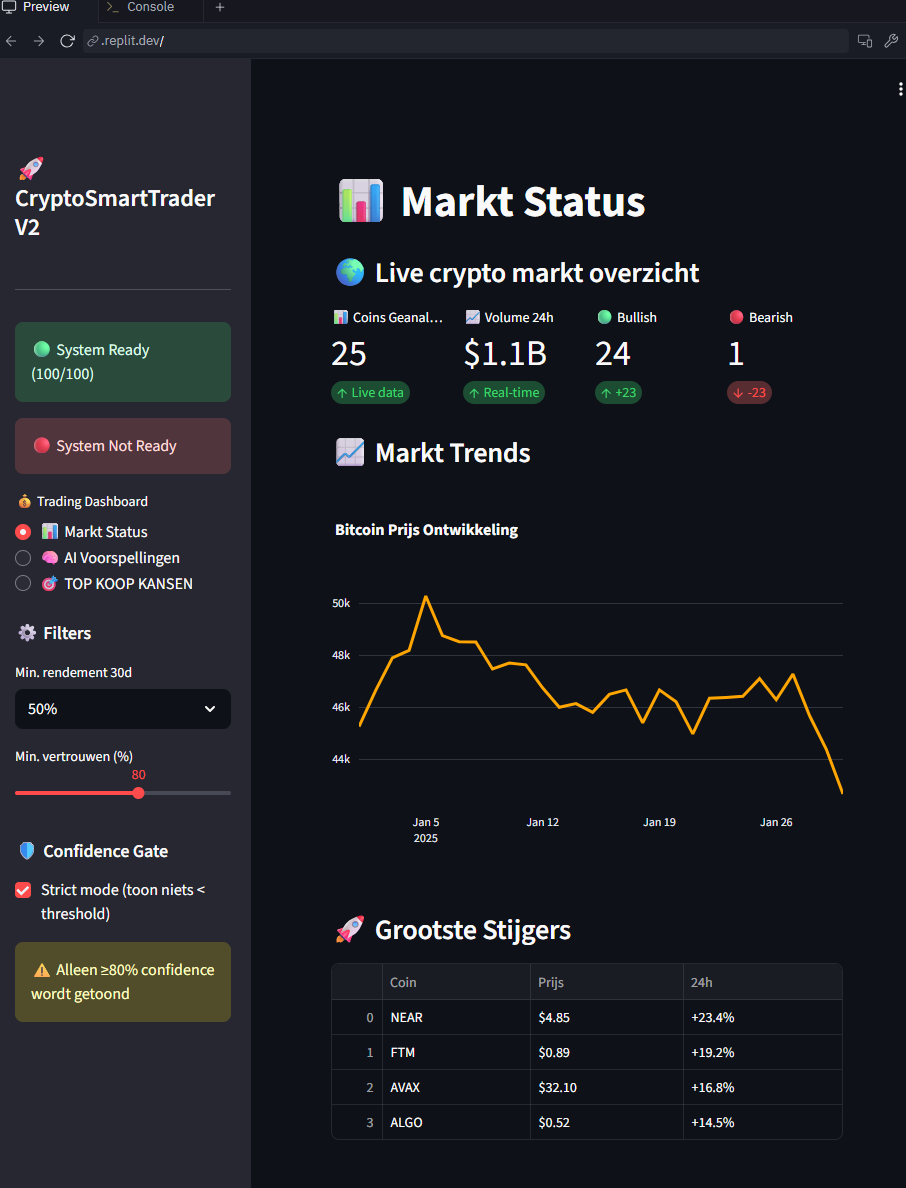 Preview
Console
.replit.dev/
CryptoSmartTrader
V2
System Ready
(100/100)
System Not Ready
Trading Dashboard
Markt Status
AI Voorspellingen
TOP KOOP KANSEN
Filters
Min. rendement 30d
50%
Min. vertrouwen (%)
80
Confidence Gate
Strict mode (toon niets <
threshold)
Alleen ≥80% confidence
wordt getoond
Markt Status
Live crypto markt overzicht
Coins Geanal... Volume 24h Bullish Bearish
25 $1.1B 24 1
↑ Live data ↑ Real-time ↑ +23 ↓ -23
Markt Trends
Bitcoin Prijs Ontwikkeling
50k
48k
46k
44k
Jan 5 Jan 12 Jan 19 Jan 26
2025
Grootste Stijgers
Coin Prijs 24h
0 NEAR $4.85 +23.4%
1 FTM $0.89 +19.2%
2 AVAX $32.10 +16.8%
3 ALGO $0.52 +14.5%